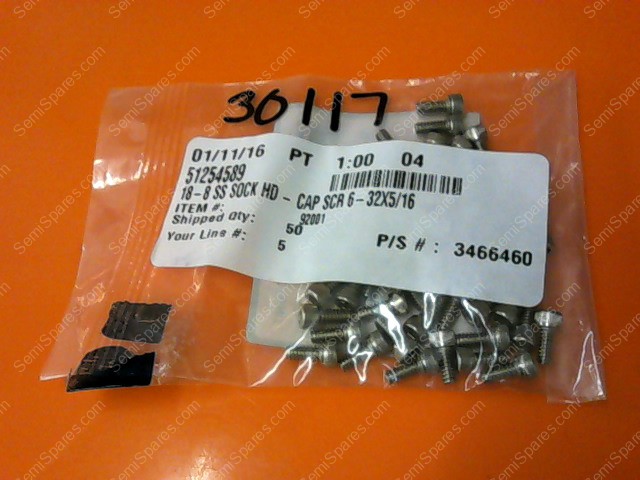 30117
01/11/16 PT 1:00 04
51254589
18-8 SS SOCK HD - CAP SCR 6-32X5/16
ITEM #: 92001
Shipped Qty: 50
Your Line #: 5 P/S #: 3466460
SemiSpares.com